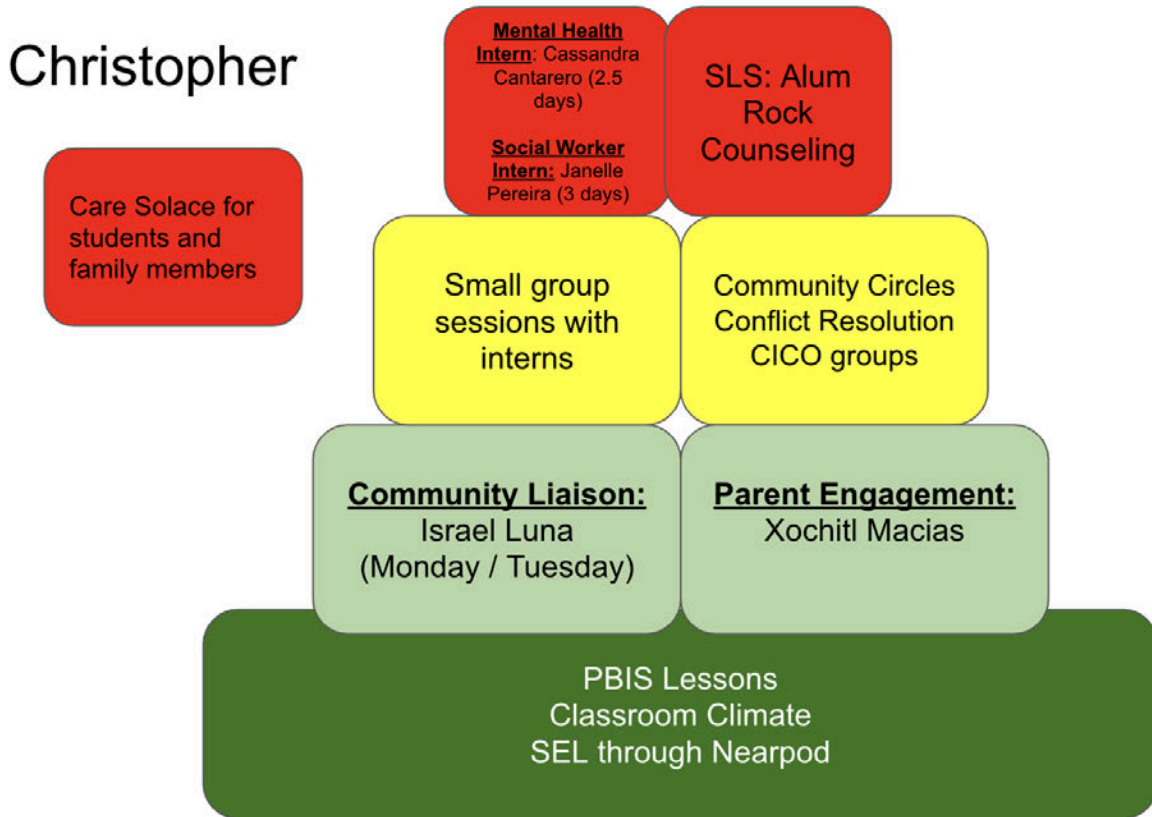 Christopher
Mental Health
Intern: Cassandra
Cantarero (2.5
days)
Social Worker
Intern: Janelle
Pereira (3 days)
SLS: Alum
Rock
Counseling
Care Solace for
students and
family members
Small group
sessions with
interns
Community Circles
Conflict Resolution
CICO groups
Community Liaison:
Israel Luna
(Monday / Tuesday)
Parent Engagement:
Xochitl Macias
PBIS Lessons
Classroom Climate
SEL through Nearpod